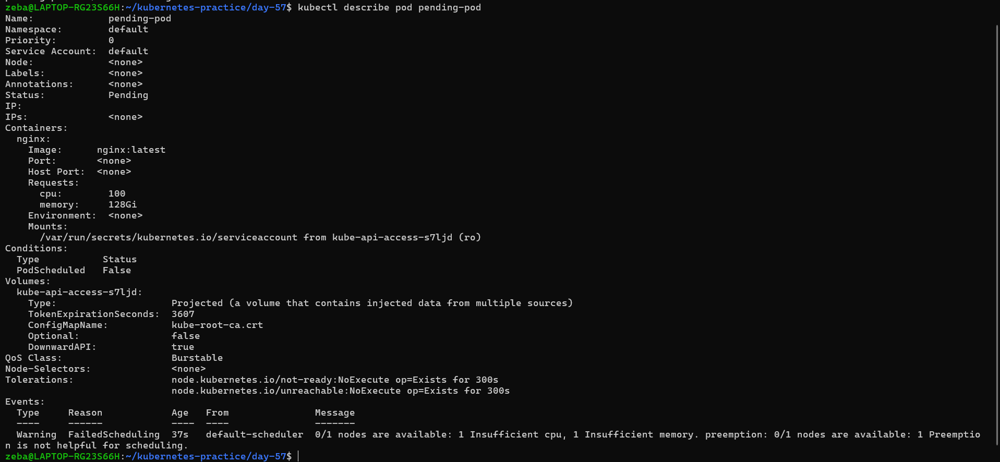 zeba@LAPTOP-RG23S66H:~/kubernetes-practice/day-57$ kubectl describe pod pending-pod
Name:             pending-pod
Namespace:        default
Priority:         0
Service Account:  default
Node:             <none>
Labels:           <none>
Annotations:      <none>
Status:           Pending
IP:
IPs:              <none>
Containers:
  nginx:
    Image:      nginx:latest
    Port:       <none>
    Host Port:  <none>
    Requests:
      cpu:        100
      memory:     128Gi
    Environment:  <none>
    Mounts:
      /var/run/secrets/kubernetes.io/serviceaccount from kube-api-access-s7ljd (ro)
Conditions:
  Type           Status
  PodScheduled   False
Volumes:
  kube-api-access-s7ljd:
    Type:                    Projected (a volume that contains injected data from multiple sources)
    TokenExpirationSeconds:  3607
    ConfigMapName:           kube-root-ca.crt
    Optional:                false
    DownwardAPI:             true
QoS Class:                   Burstable
Node-Selectors:              <none>
Tolerations:                 node.kubernetes.io/not-ready:NoExecute op=Exists for 300s
                             node.kubernetes.io/unreachable:NoExecute op=Exists for 300s
Events:
  Type     Reason            Age   From               Message
  ----     ------            ----  ----               -------
  Warning  FailedScheduling  37s   default-scheduler  0/1 nodes are available: 1 Insufficient cpu, 1 Insufficient memory. preemption: 0/1 nodes are available: 1 Preemptio
n is not helpful for scheduling.
zeba@LAPTOP-RG23S66H:~/kubernetes-practice/day-57$